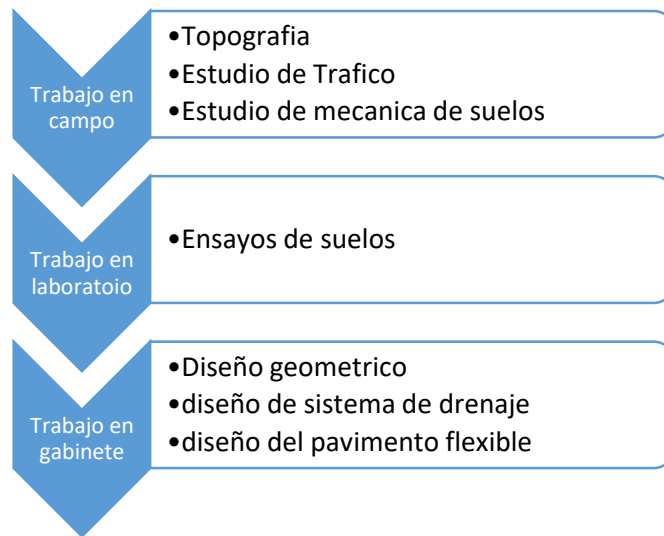 Trabajo en
campo
•Topografia
•Estudio de Trafico
•Estudio de mecanica de suelos
Trabajo en
laboratoio
•Ensayos de suelos
Trabajo en
gabinete
•Diseño geometrico
•diseño de sistema de drenaje
•diseño del pavimento flexible